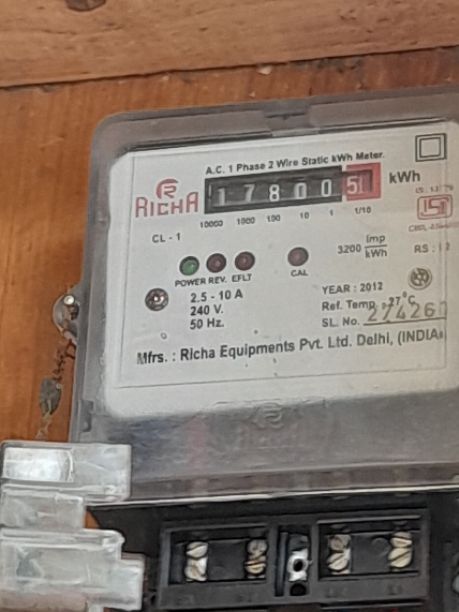 A.C. 1 Phase 2 Wire Static kWh Meter.
RICHA
17800 5 kWh
10000 1000 100 10 1 1/10
CL - 1
3200 imp/kWh
POWER REV. EFLT CAL
2.5 - 10 A
240 V.
50 Hz.
YEAR : 2012
Ref. Temp. : 27°C
SL. No.
Mfrs. : Richa Equipments Pvt. Ltd. Delhi, (INDIA)